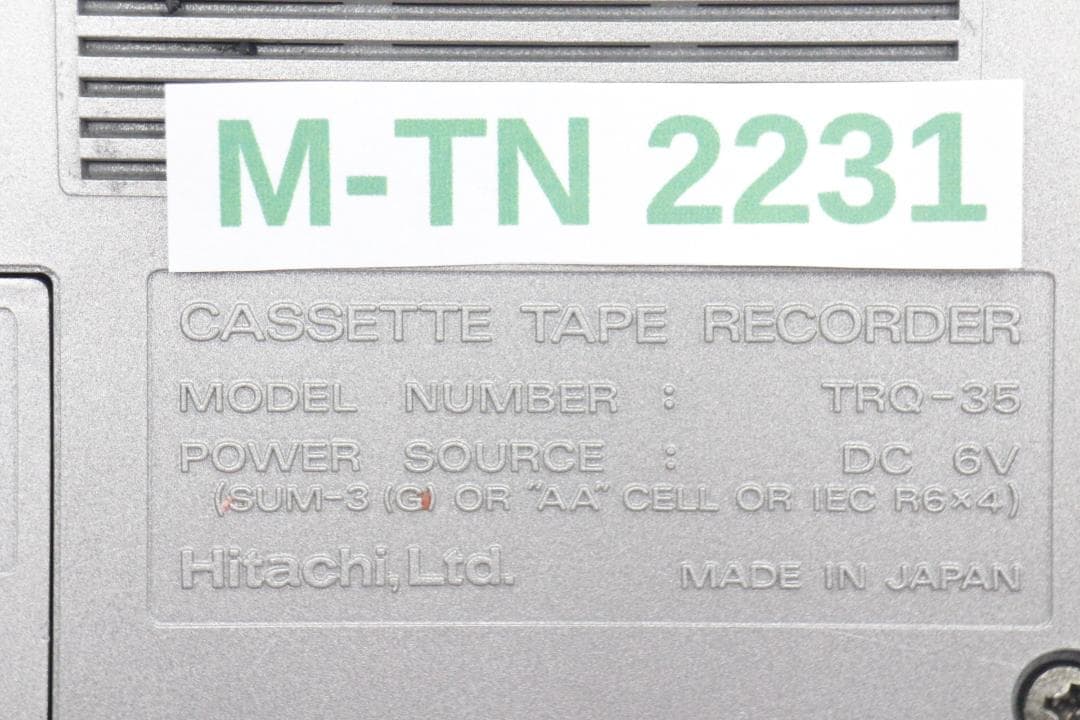 M-TN 2231
CASSETTE TAPE RECORDER
MODEL NUMBER : TRQ-35
POWER SOURCE : DC 6V
(SUM-3 (G) OR "AA" CELL OR IEC R6×4)
Hitachi, Ltd. MADE IN JAPAN